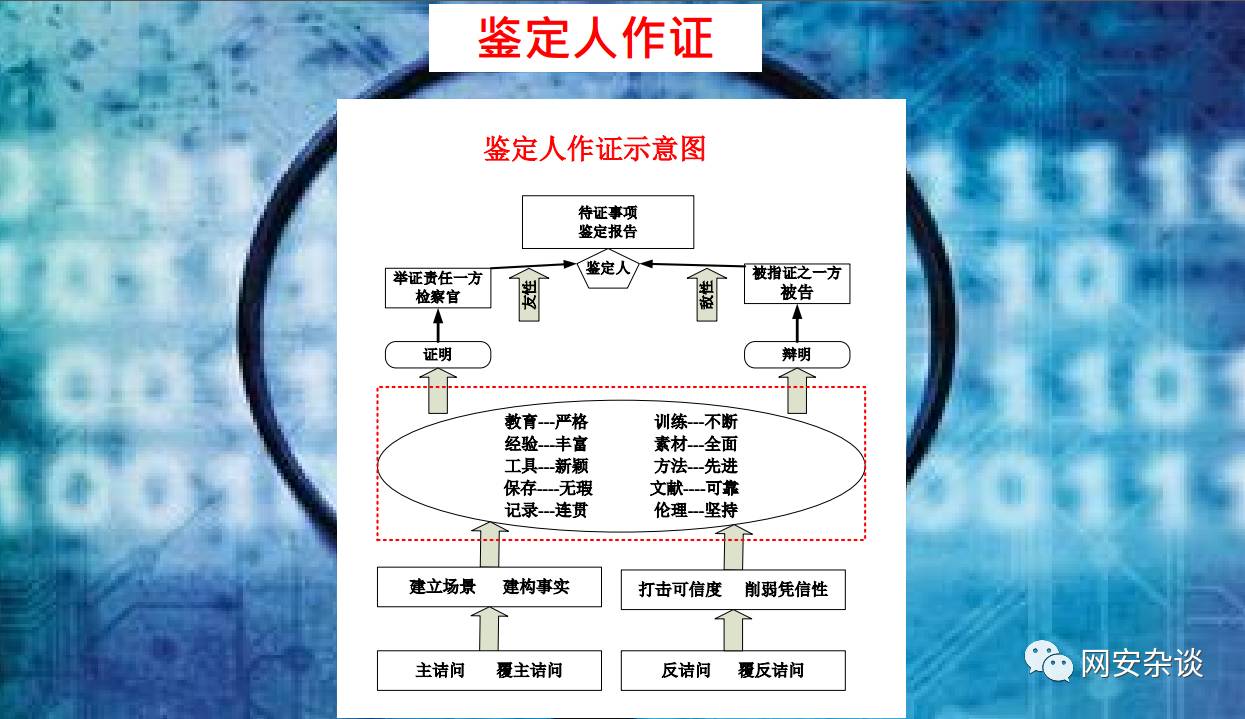 鉴定人作证
鉴定人作证示意图
待证事项
鉴定报告
鉴定人
举证责任一方
检察官
友性
敌性
被指证之一方
被告
证明
辩明
教育---严格 训练---不断
经验---丰富 素材---全面
工具---新颖 方法---先进
保存----无瑕 文献----可靠
记录---连贯 伦理---坚持
建立场景 建构事实
打击可信度 削弱凭信性
主诘问 覆主诘问
反诘问 覆反诘问
网安杂谈